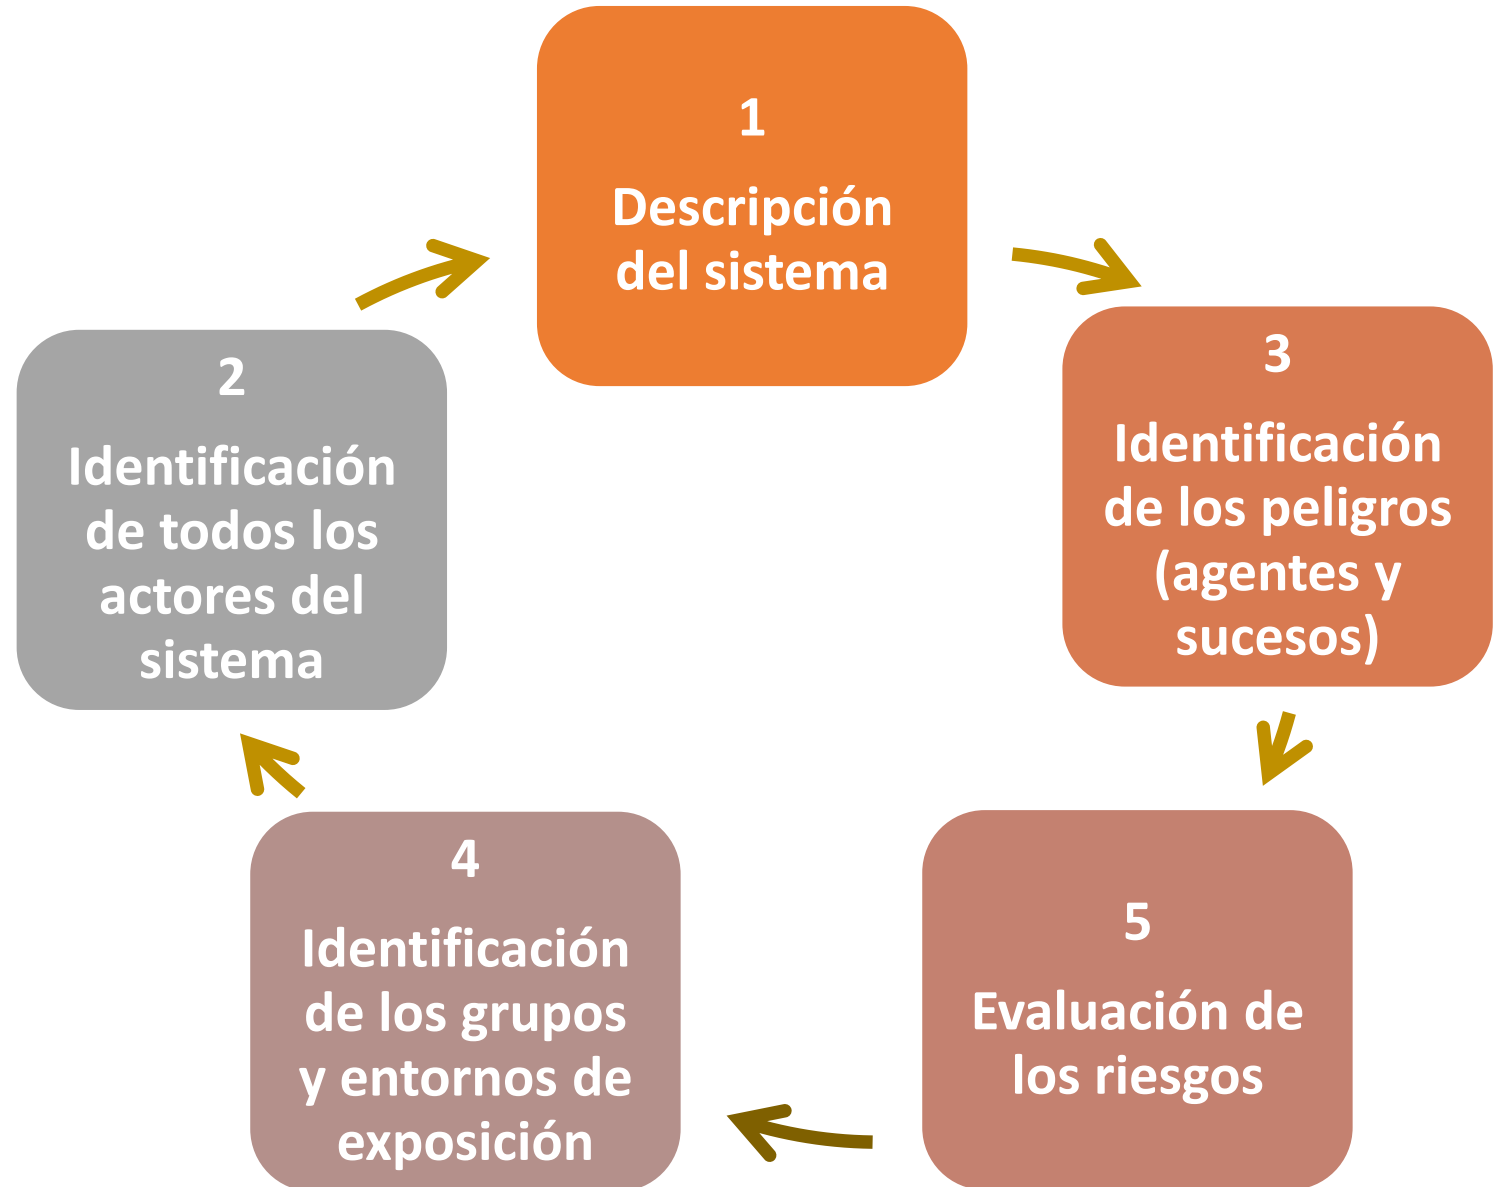 1
Descripción
del sistema
2
Identificación
de todos los
actores del
sistema
3
Identificación
de los peligros
(agentes y
sucesos)
4
Identificación
de los grupos
y entornos de
exposición
5
Evaluación de
los riesgos